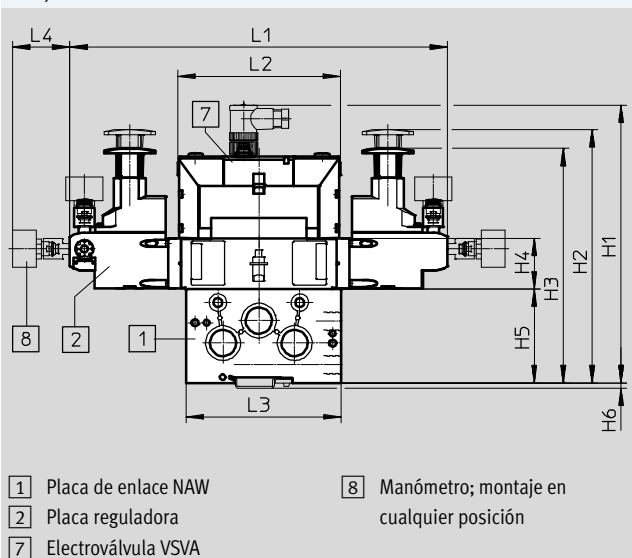 L4
L1
L2
7
H1
H2
H3
H4
H5
H6
8
2
1
L3
1 Placa de enlace NAW
2 Placa reguladora
7 Electroválvula VSVA
8 Manómetro; montaje en
cualquier posición